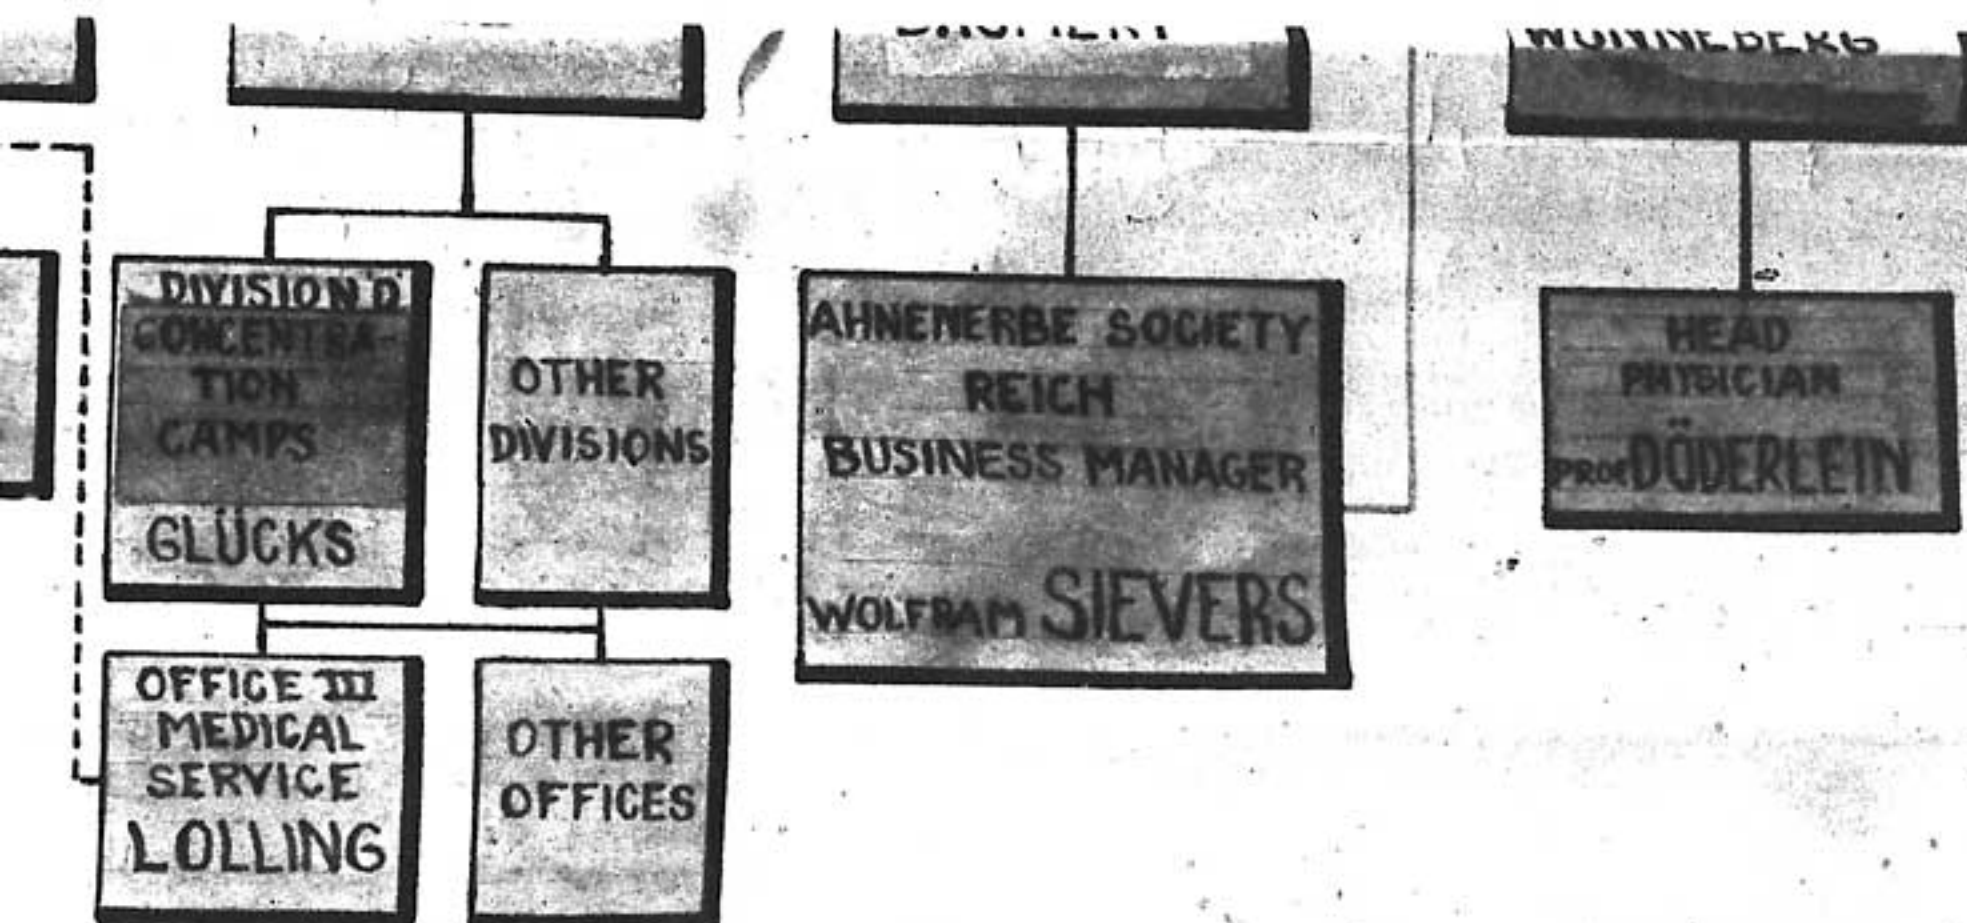 WONNEBERG
DIVISION D
CONCENTRA-
TION
CAMPS
GLÜCKS
OTHER
DIVISIONS
AHNENERBE SOCIETY
REICH
BUSINESS MANAGER
WOLFRAM SIEVERS
HEAD
PHYSICIAN
PROF DÖDERLEIN
OFFICE III
MEDICAL
SERVICE
LOLLING
OTHER
OFFICES